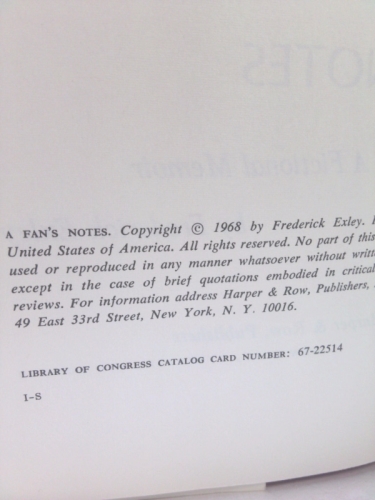 A FAN'S NOTES. Copyright © 1968 by Frederick Exley.
United States of America. All rights reserved. No part of this
used or reproduced in any manner whatsoever without
except in the case of brief quotations embodied in critical
reviews. For information address Harper & Row, Publishers,
49 East 33rd Street, New York, N. Y. 10016.
LIBRARY OF CONGRESS CATALOG CARD NUMBER: 67-22514
1-S